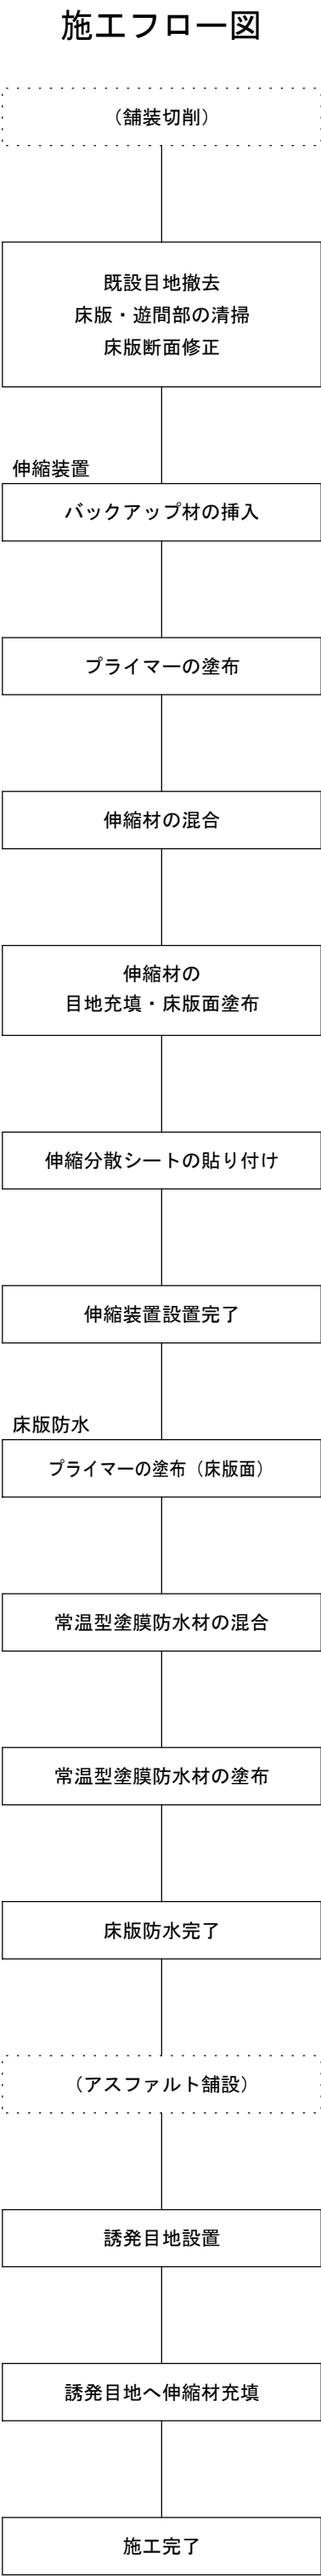 施工フロー図
（舗装切削）
既設目地撤去
床版・遊間部の清掃
床版断面修正
伸縮装置
バックアップ材の挿入
プライマーの塗布
伸縮材の混合
伸縮材の
目地充填・床版面塗布
伸縮分散シートの貼り付け
伸縮装置設置完了
床版防水
プライマーの塗布（床版面）
常温型塗膜防水材の混合
常温型塗膜防水材の塗布
床版防水完了
（アスファルト舗設）
誘発目地設置
誘発目地へ伸縮材充填
施工完了